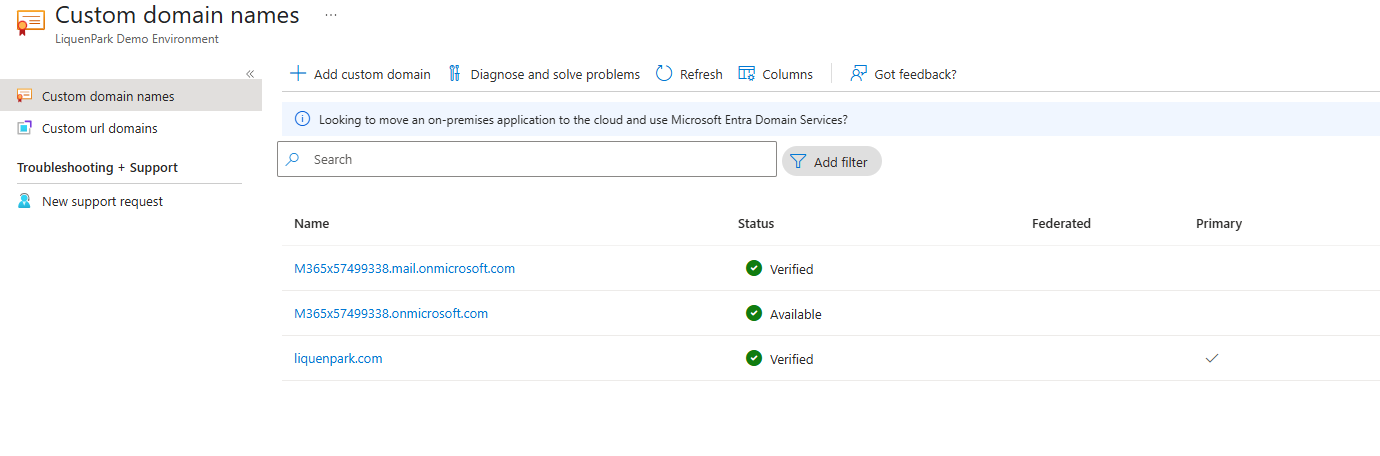 Custom domain names ...
LiquenPark Demo Environment
«
Custom domain names
Custom url domains
Troubleshooting + Support
New support request
Add custom domain Diagnose and solve problems Refresh Columns Got feedback?
Looking to move an on-premises application to the cloud and use Microsoft Entra Domain Services?
Search Add filter
Name Status Federated Primary
M365x57499338.mail.onmicrosoft.com Verified
M365x57499338.onmicrosoft.com Available
liquenpark.com Verified